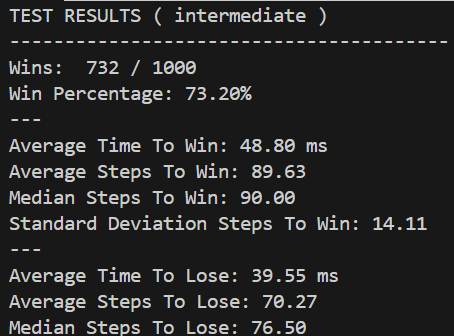 TEST RESULTS ( intermediate )
----------------------------------------
Wins:  732 / 1000
Win Percentage: 73.20%
---
Average Time To Win: 48.80 ms
Average Steps To Win: 89.63
Median Steps To Win: 90.00
Standard Deviation Steps To Win: 14.11
---
Average Time To Lose: 39.55 ms
Average Steps To Lose: 70.27
Median Steps To Lose: 76.50